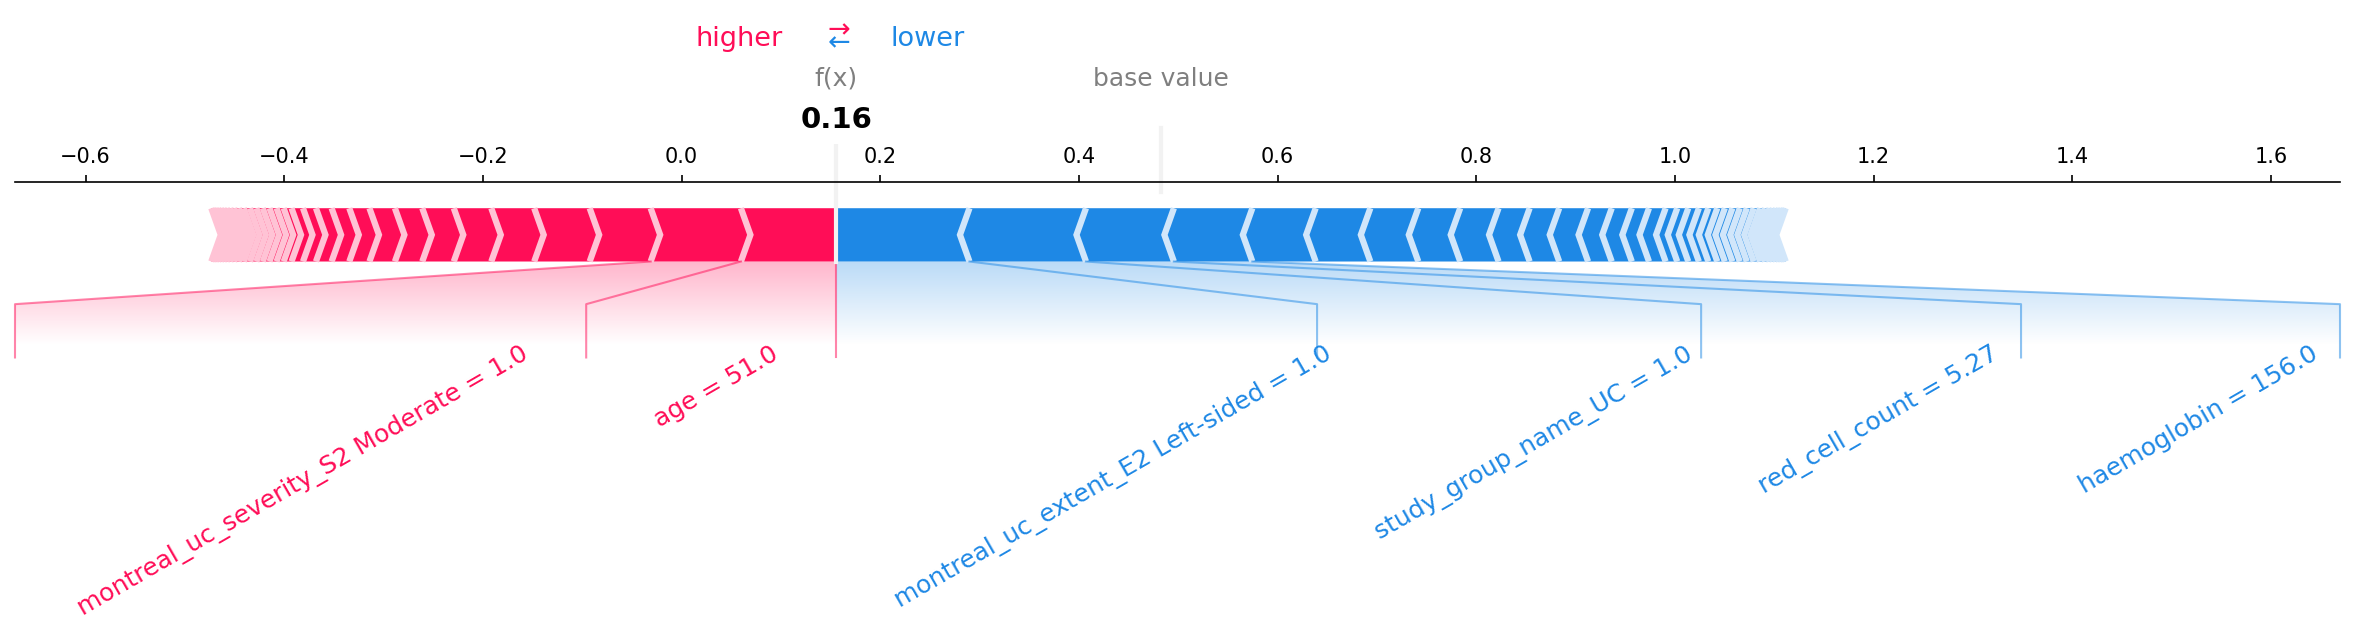 higher ⇄ lower
f(x) base value
0.16
−0.6 −0.4 −0.2 0.0 0.2 0.4 0.6 0.8 1.0 1.2 1.4 1.6
montreal_uc_severity_S2 Moderate = 1.0
age = 51.0
montreal_uc_extent_E2 Left-sided = 1.0
study_group_name_UC = 1.0
red_cell_count = 5.27
haemoglobin = 156.0